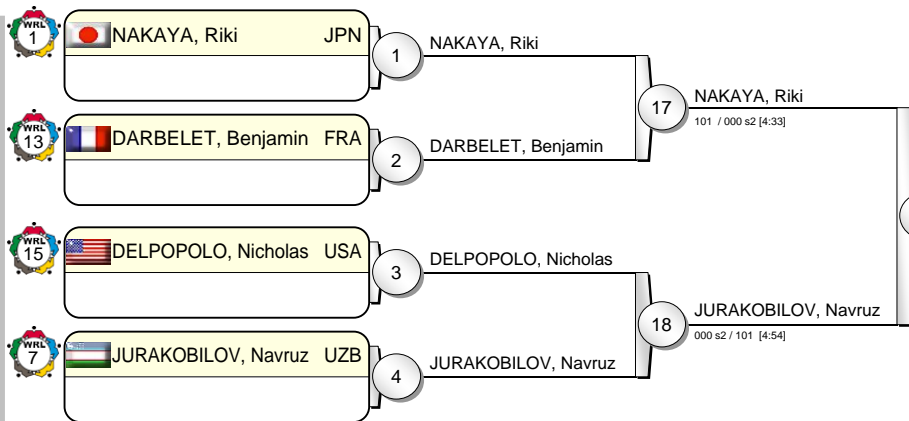 WRL
1
NAKAYA, Riki JPN
1
NAKAYA, Riki
17
NAKAYA, Riki
101 / 000 s2 [4:33]
WRL
13
DARBELET, Benjamin FRA
2
DARBELET, Benjamin
WRL
15
DELPOPOLO, Nicholas USA
3
DELPOPOLO, Nicholas
18
JURAKOBILOV, Navruz
000 s2 / 101 [4:54]
WRL
7
JURAKOBILOV, Navruz UZB
4
JURAKOBILOV, Navruz